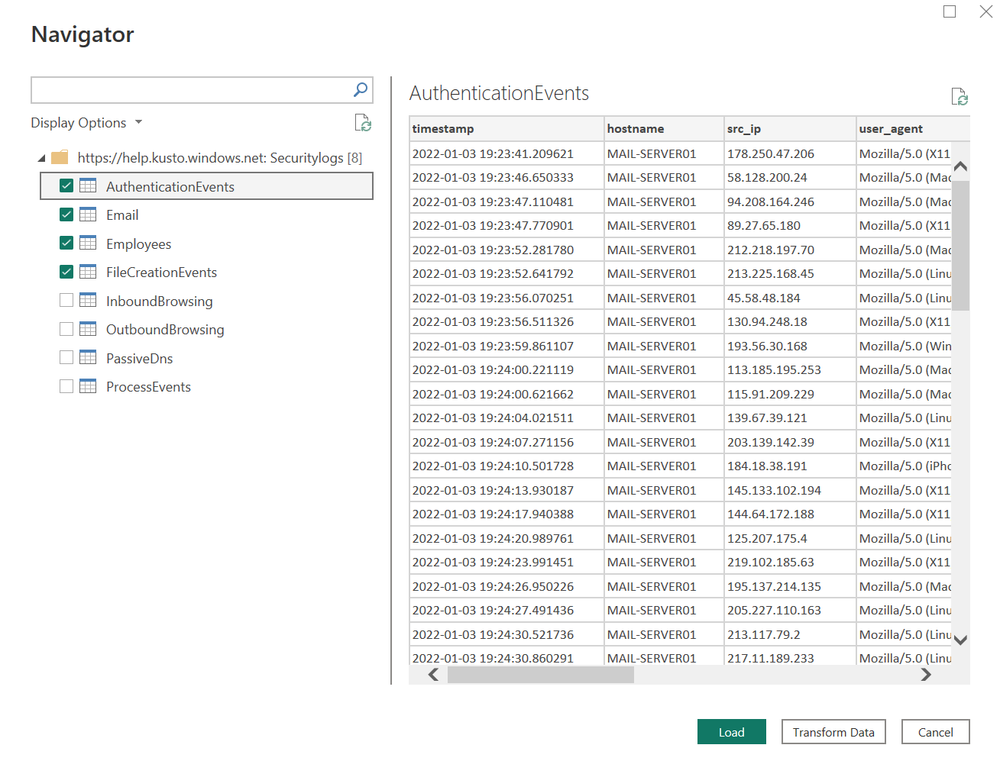 Navigator
Display Options
https://help.kusto.windows.net: Securitylogs [8]
AuthenticationEvents
Email
Employees
FileCreationEvents
InboundBrowsing
OutboundBrowsing
PassiveDns
ProcessEvents
AuthenticationEvents
timestamp hostname src_ip user_agent
2022-01-03 19:23:41.209621 MAIL-SERVER01 178.250.47.206 Mozilla/5.0 (X11
2022-01-03 19:23:46.650333 MAIL-SERVER01 58.128.200.24 Mozilla/5.0 (Mac
2022-01-03 19:23:47.110481 MAIL-SERVER01 94.208.164.246 Mozilla/5.0 (Mac
2022-01-03 19:23:47.770901 MAIL-SERVER01 89.27.65.180 Mozilla/5.0 (X11
2022-01-03 19:23:52.281780 MAIL-SERVER01 212.218.197.70 Mozilla/5.0 (Mac
2022-01-03 19:23:52.641792 MAIL-SERVER01 213.225.168.45 Mozilla/5.0 (Linu
2022-01-03 19:23:56.070251 MAIL-SERVER01 45.58.48.184 Mozilla/5.0 (Linu
2022-01-03 19:23:56.511326 MAIL-SERVER01 130.94.248.18 Mozilla/5.0 (X11
2022-01-03 19:23:59.861107 MAIL-SERVER01 193.56.30.168 Mozilla/5.0 (Win
2022-01-03 19:24:00.221119 MAIL-SERVER01 113.185.195.253 Mozilla/5.0 (Mac
2022-01-03 19:24:00.621662 MAIL-SERVER01 115.91.209.229 Mozilla/5.0 (Mac
2022-01-03 19:24:04.021511 MAIL-SERVER01 139.67.39.121 Mozilla/5.0 (Linu
2022-01-03 19:24:07.271156 MAIL-SERVER01 203.139.142.39 Mozilla/5.0 (X11
2022-01-03 19:24:10.501728 MAIL-SERVER01 184.18.38.191 Mozilla/5.0 (iPho
2022-01-03 19:24:13.930187 MAIL-SERVER01 145.133.102.194 Mozilla/5.0 (X11
2022-01-03 19:24:17.940388 MAIL-SERVER01 144.64.172.188 Mozilla/5.0 (X11
2022-01-03 19:24:20.989761 MAIL-SERVER01 125.207.175.4 Mozilla/5.0 (Linu
2022-01-03 19:24:23.991451 MAIL-SERVER01 219.102.185.63 Mozilla/5.0 (X11
2022-01-03 19:24:26.950226 MAIL-SERVER01 195.137.214.135 Mozilla/5.0 (Mac
2022-01-03 19:24:27.491436 MAIL-SERVER01 205.227.110.163 Mozilla/5.0 (Linu
2022-01-03 19:24:30.521736 MAIL-SERVER01 213.117.79.2 Mozilla/5.0 (Linu
2022-01-03 19:24:30.860291 MAIL-SERVER01 217.11.189.233 Mozilla/5.0 (Linu
Load Transform Data Cancel